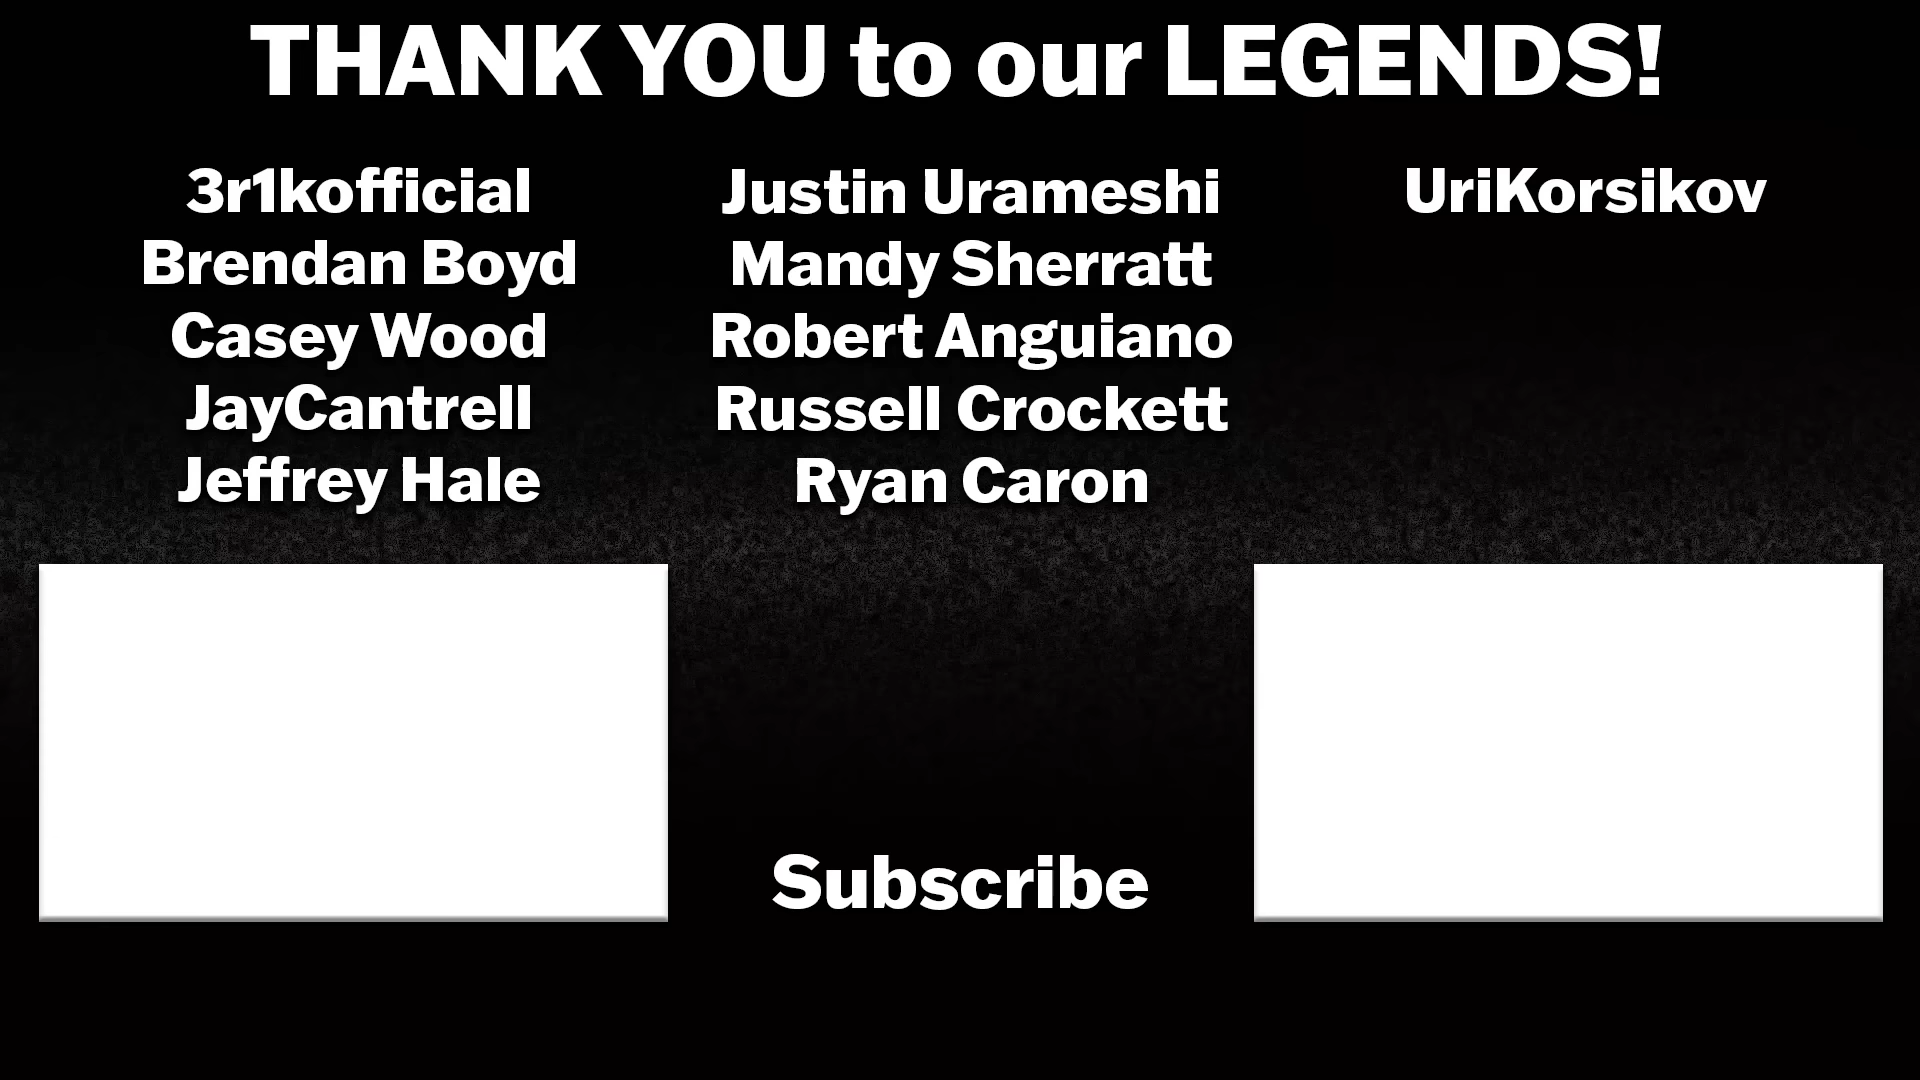 THANK YOU to our LEGENDS!
3r1kofficial
Brendan Boyd
Casey Wood
JayCantrell
Jeffrey Hale
Justin Urameshi
Mandy Sherratt
Robert Anguiano
Russell Crockett
Ryan Caron
UriKorsikov
Subscribe